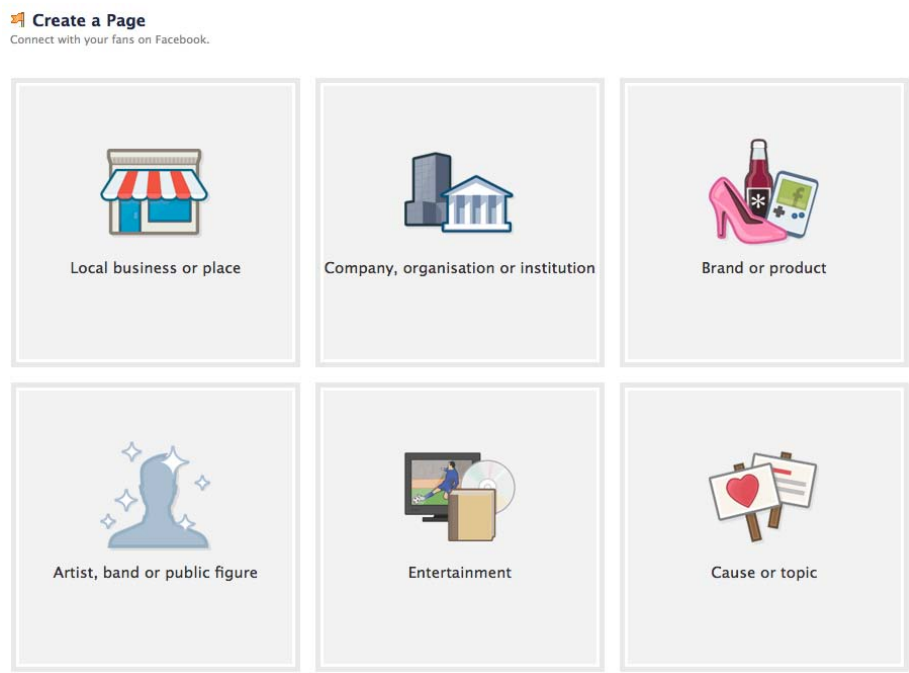 Create a Page
Connect with your fans on Facebook.
Local business or place
Company, organisation or institution
Brand or product
Artist, band or public figure
Entertainment
Cause or topic